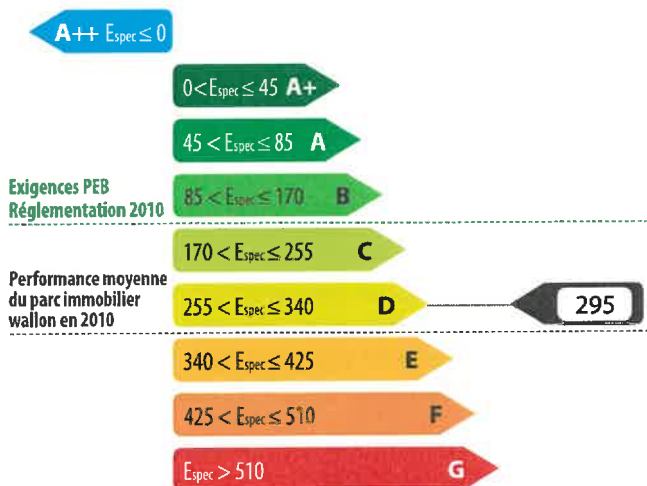 A++ Espec ≤ 0
0 < Espec ≤ 45 A+
45 < Espec ≤ 85 A
Exigences PEB
Réglementation 2010
85 < Espec ≤ 170 B
170 < Espec ≤ 255 C
Performance moyenne
du parc immobilier
wallon en 2010
255 < Espec ≤ 340 D
295
340 < Espec ≤ 425 E
425 < Espec ≤ 510 F
Espec > 510 G